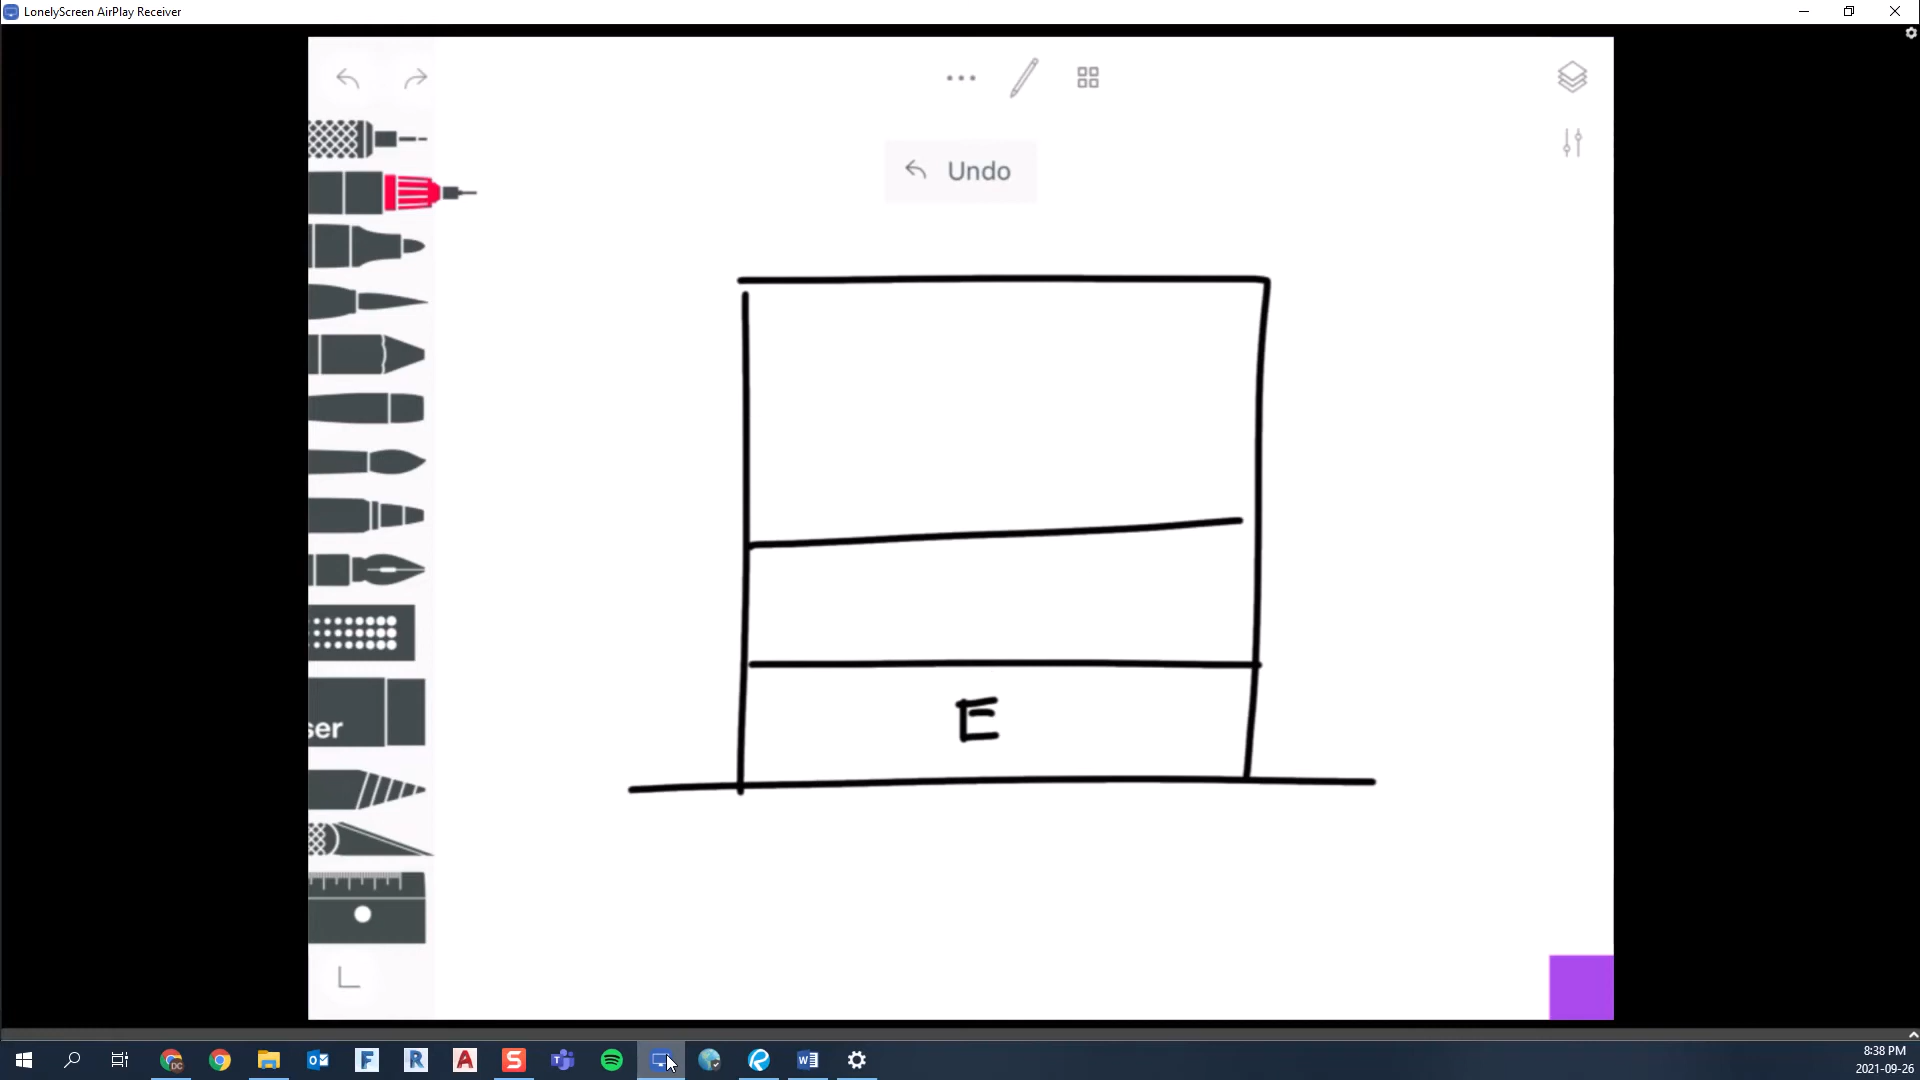 LonelyScreen AirPlay Receiver
Undo
ser
E
8:38 PM
2021-09-26